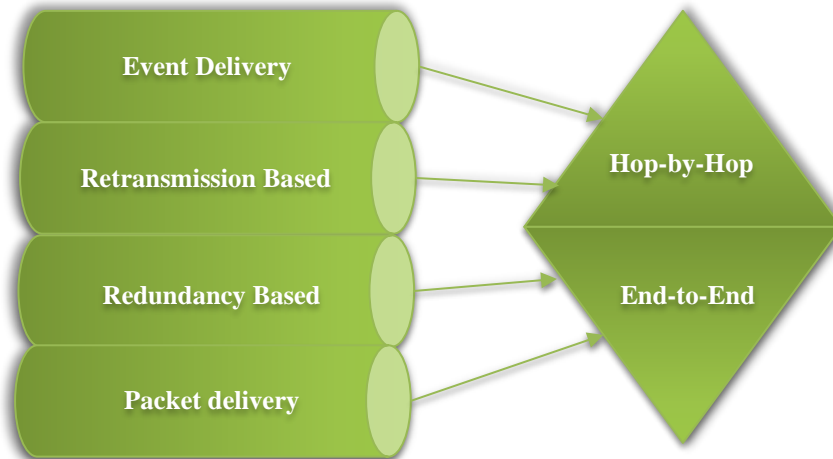 Event Delivery
Retransmission Based
Redundancy Based
Packet delivery
Hop-by-Hop
End-to-End